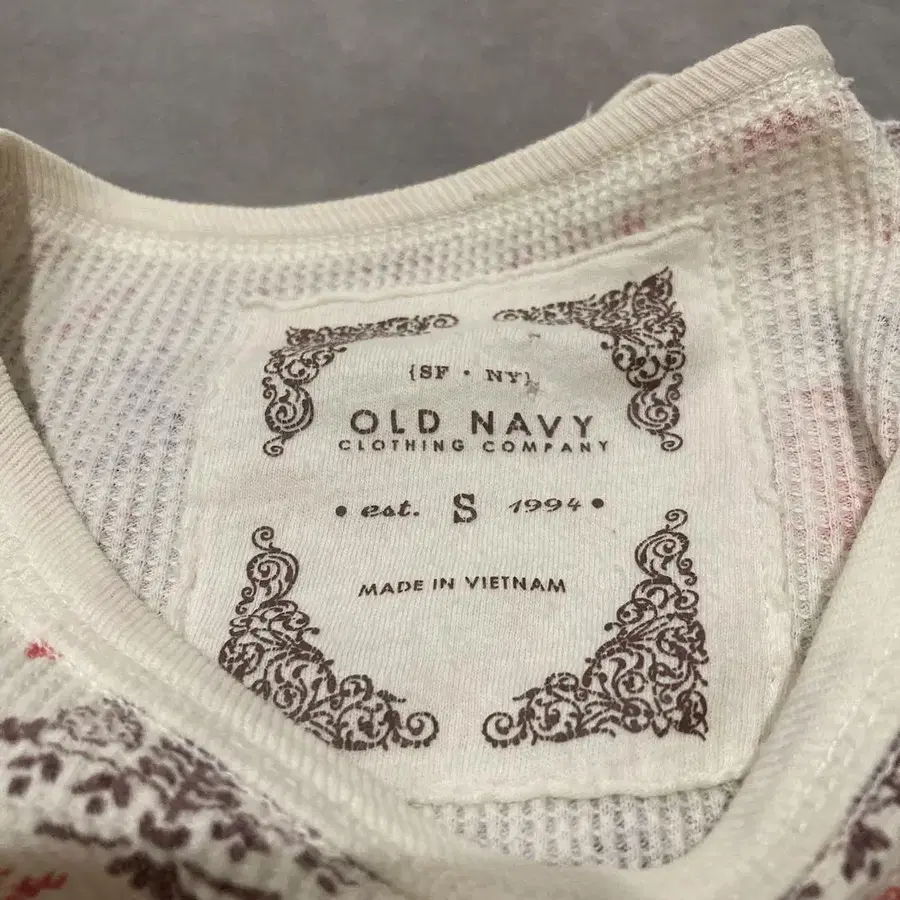 {SF • NY}
OLD NAVY
CLOTHING COMPANY
• est. S 1994 •
MADE IN VIETNAM